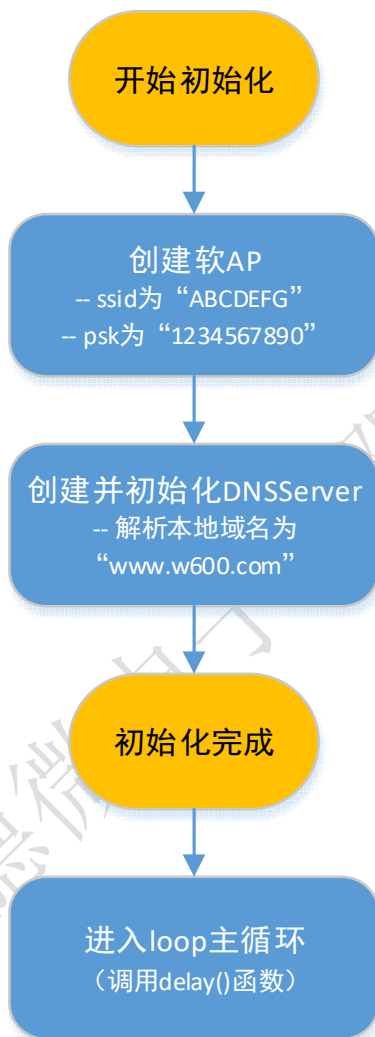 开始初始化
创建软AP
-- ssid为“ABCDEFG”
-- psk为“1234567890”
创建并初始化DNSServer
-- 解析本地域名为
“www.w600.com”
初始化完成
进入loop主循环
（调用delay()函数）